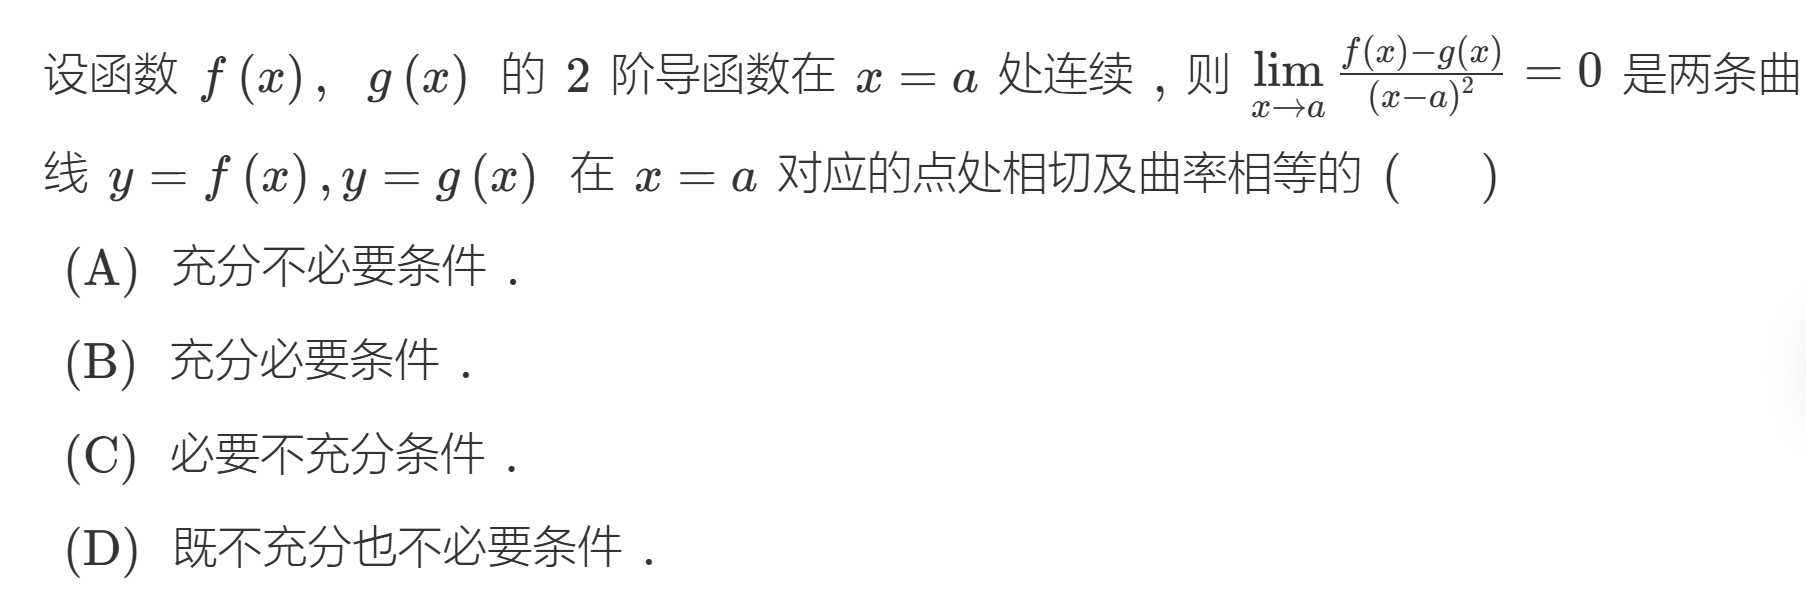 设函数 f(x), g(x) 的 2 阶导函数在 x = a 处连续 , 则 \lim_{x→a} \frac{f(x)-g(x)}{(x-a)^2} = 0 是两条曲
线 y = f(x), y = g(x) 在 x = a 对应的点处相切及曲率相等的 (  )
(A) 充分不必要条件 .
(B) 充分必要条件 .
(C) 必要不充分条件 .
(D) 既不充分也不必要条件 .